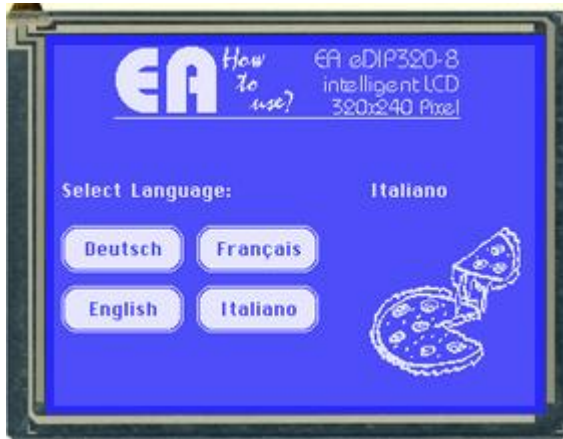 EA
How
to
use?
EA eDIP320-8
intelligent LCD
320x240 Pixel
Select Language:
Italiano
Deutsch
Français
English
Italiano